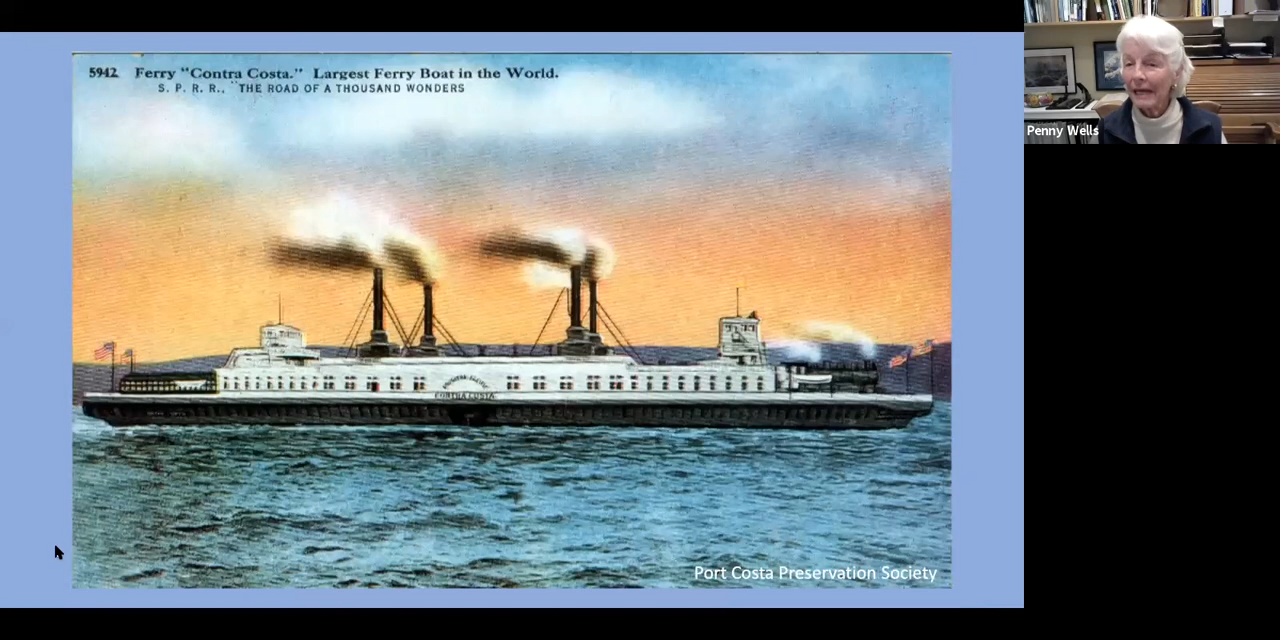 5942 Ferry "Contra Costa." Largest Ferry Boat in the World.
S. P. R. R., "THE ROAD OF A THOUSAND WONDERS
CONTRA COSTA
Port Costa Preservation Society
Penny Wells